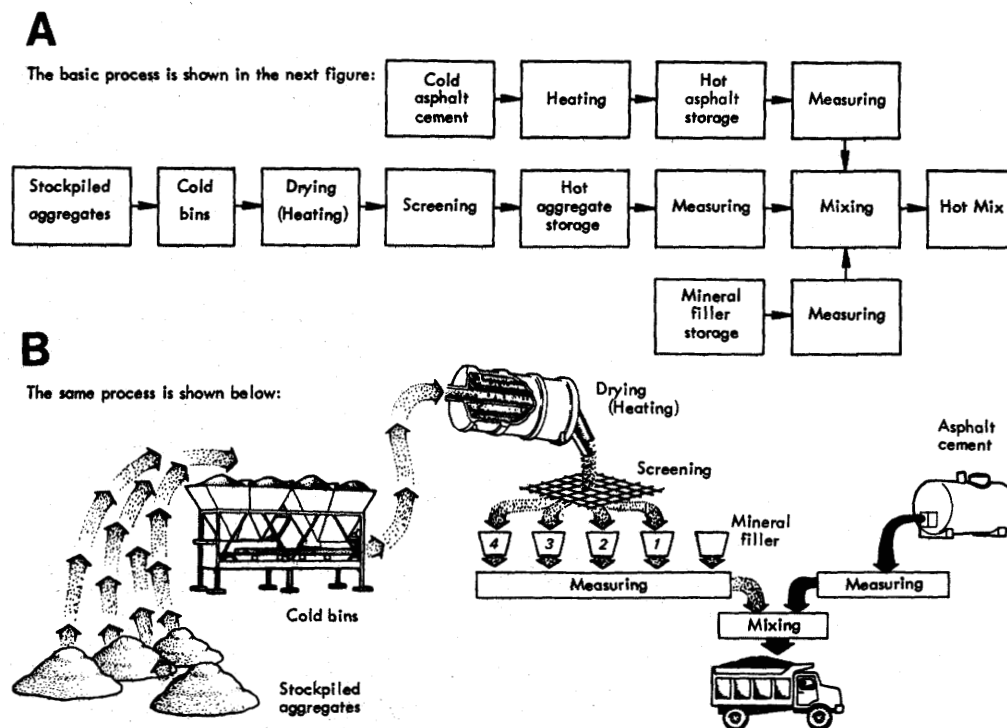 A
The basic process is shown in the next figure:
Cold
asphalt
cement
Heating
Hot
asphalt
storage
Measuring
Stockpiled
aggregates
Cold
bins
Drying
(Heating)
Screening
Hot
aggregate
storage
Measuring
Mixing
Hot Mix
Mineral
filler
storage
Measuring
B
The same process is shown below:
Drying
(Heating)
Asphalt
cement
Screening
Mineral
filler
4
3
2
1
Measuring
Measuring
Cold bins
Mixing
Stockpiled
aggregates